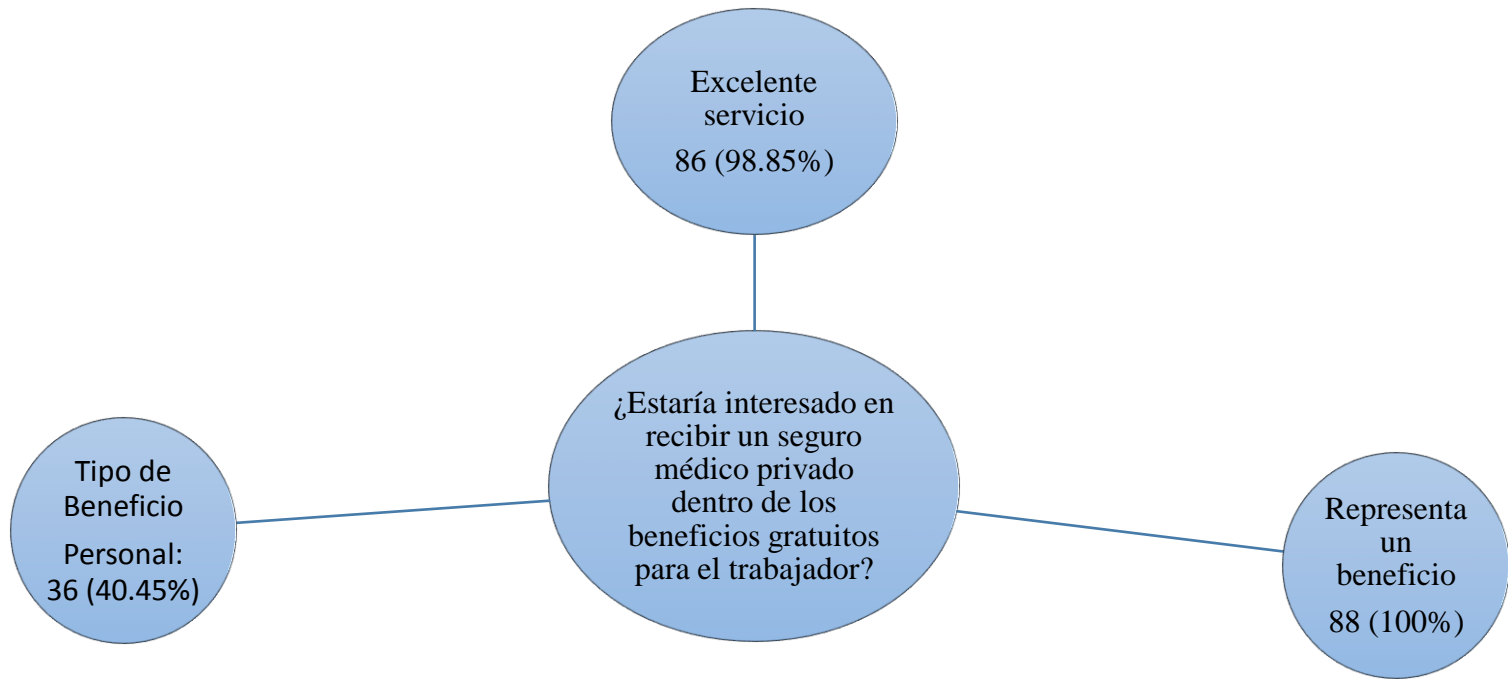 Excelente
servicio
86 (98.85%)
¿Estaría interesado en
recibir un seguro
médico privado
dentro de los
beneficios gratuitos
para el trabajador?
Tipo de
Beneficio
Personal:
36 (40.45%)
Representa
un
beneficio
88 (100%)